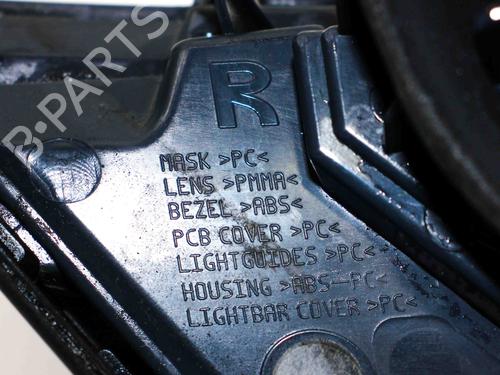 B-PARTS
R
MASK >PC<
LENS >PMMA<
BEZEL >ABS<
PCB COVER >PC<
LIGHTGUIDES >PC<
HOUSING >ABS-PC<
LIGHTBAR COVER >PC<